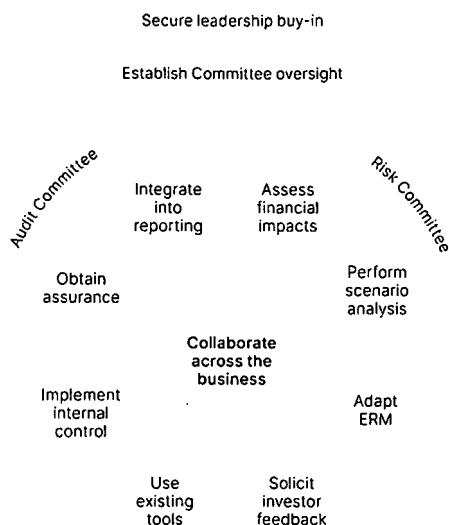 Secure leadership buy-in
Establish Committee oversight
Audit Committee
Risk Committee
Integrate
into
reporting
Assess
financial
impacts
Obtain
assurance
Perform
scenario
analysis
Collaborate
across the
business
Implement
internal
control
Adapt
ERM
Use
existing
tools
Solicit
investor
feedback